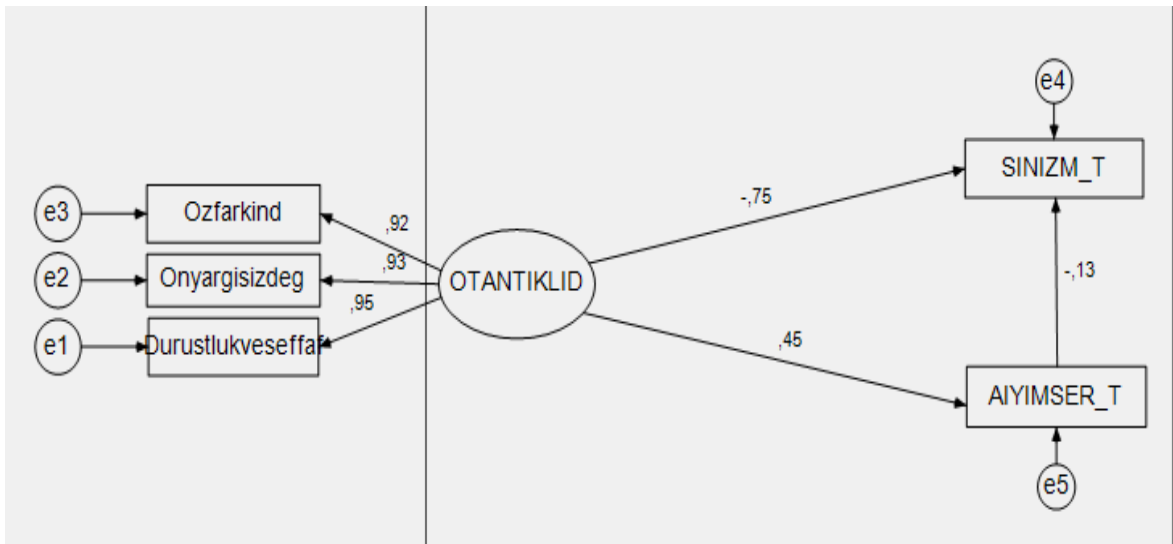 e4
SINIZM_T
-,75
e3
Ozfarkind
,92
e2
Onyargisizdeg
,93
OTANTIKLID
-,13
e1
Durustlukveseffaf
,95
,45
AIYIMSER_T
e5